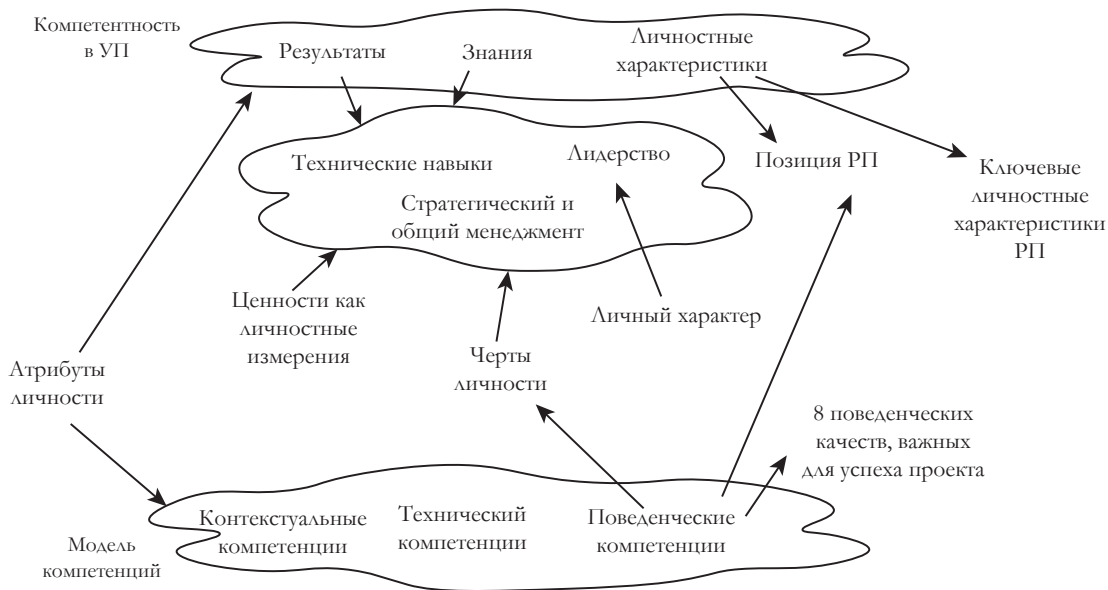 Компетентность
в УП
Результаты
Знания
Личностные
характеристики
Технические навыки
Лидерство
Стратегический и
общий менеджмент
Позиция РП
Ключевые
личностные
характеристики
РП
Ценности как
личностные
измерения
Личный характер
Черты
личности
Атрибуты
личности
8 поведенческих
качеств, важных
для успеха проекта
Контекстуальные
компетенции
Технический
компетенции
Поведенческие
компетенции
Модель
компетенций